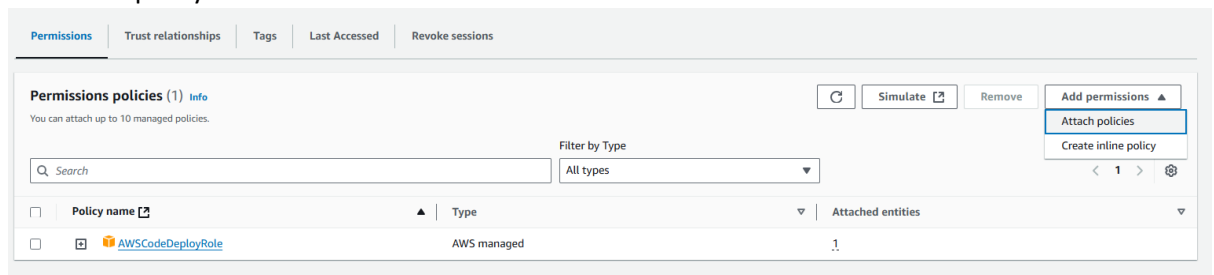 Permissions Trust relationships Tags Last Accessed Revoke sessions
Permissions policies (1) Info
Simulate Remove Add permissions
You can attach up to 10 managed policies.
Attach policies
Create inline policy
Filter by Type
Search All types
1
Policy name Type Attached entities
AWSCodeDeployRole AWS managed 1